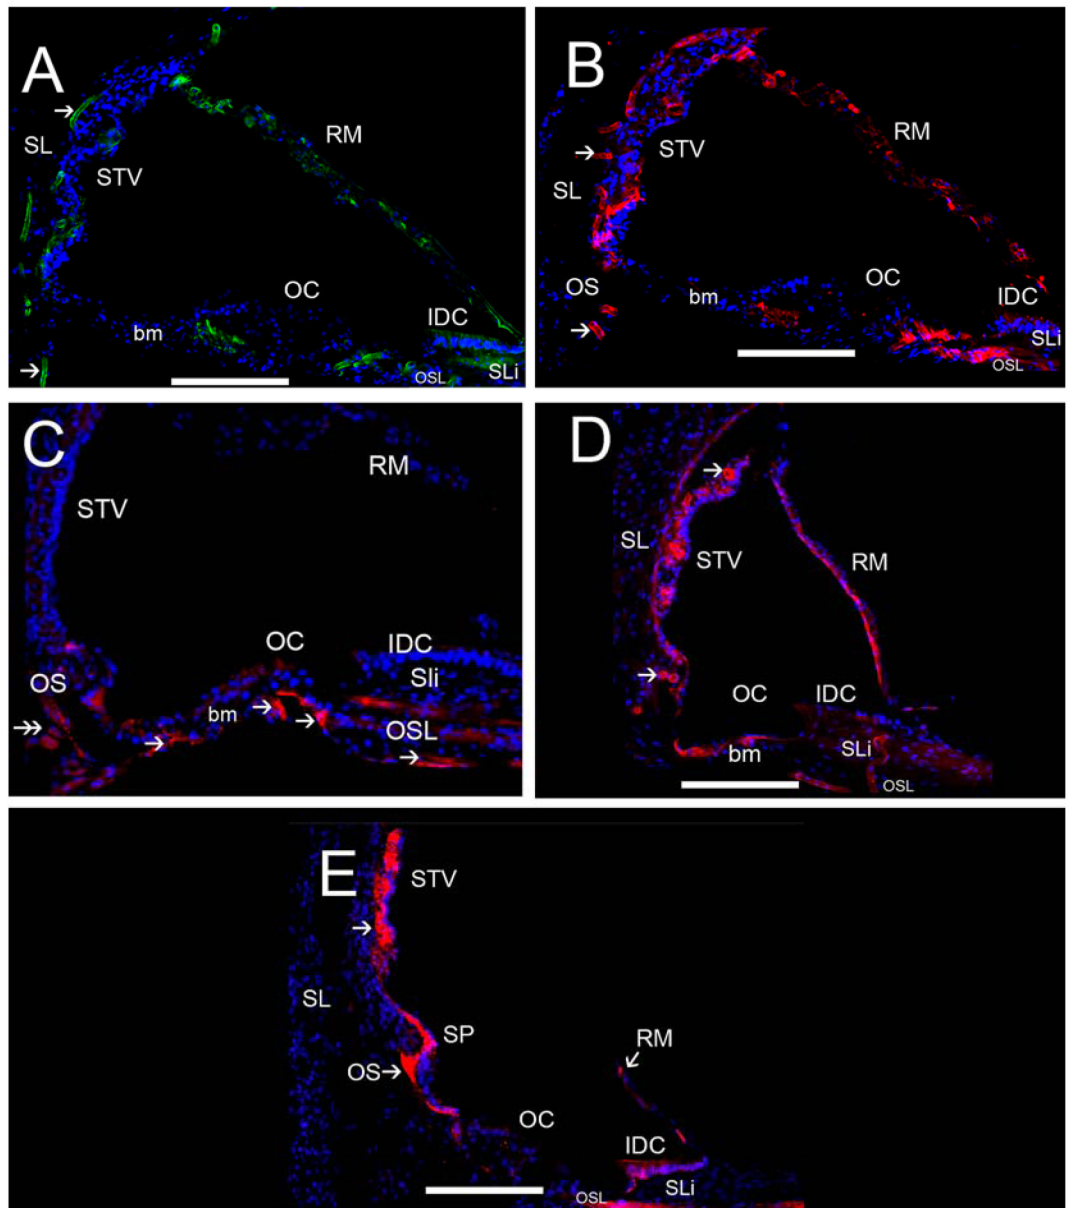 A
SL
STV
RM
OC
bm
IDC
SLi
OSL
B
STV
RM
SL
OS
bm
OC
IDC
SLi
OSL
C
STV
RM
OC
IDC
Sli
OS
bm
OSL
D
SL
STV
RM
OC
IDC
bm
SLi
OSL
E
STV
SL
SP
RM
OS
OC
IDC
SLi
OSL